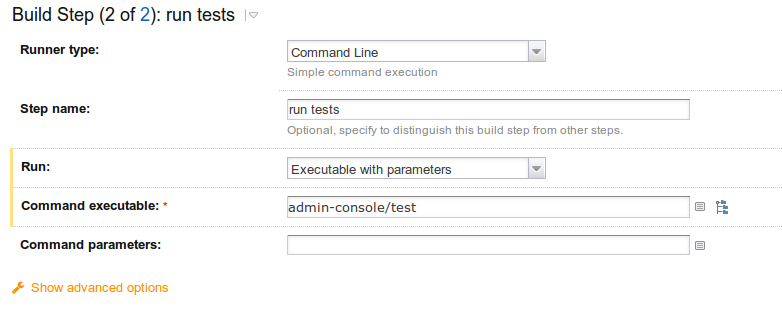 Build Step (2 of 2): run tests
Runner type: Command Line
Simple command execution
Step name: run tests
Optional, specify to distinguish this build step from other steps.
Run: Executable with parameters
Command executable: * admin-console/test
Command parameters:
Show advanced options